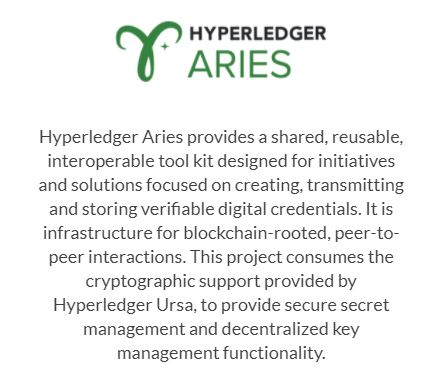 HYPERLEDGER
ARIES
Hyperledger Aries provides a shared, reusable,
interoperable tool kit designed for initiatives
and solutions focused on creating, transmitting
and storing verifiable digital credentials. It is
infrastructure for blockchain-rooted, peer-to-
peer interactions. This project consumes the
cryptographic support provided by
Hyperledger Ursa, to provide secure secret
management and decentralized key
management functionality.